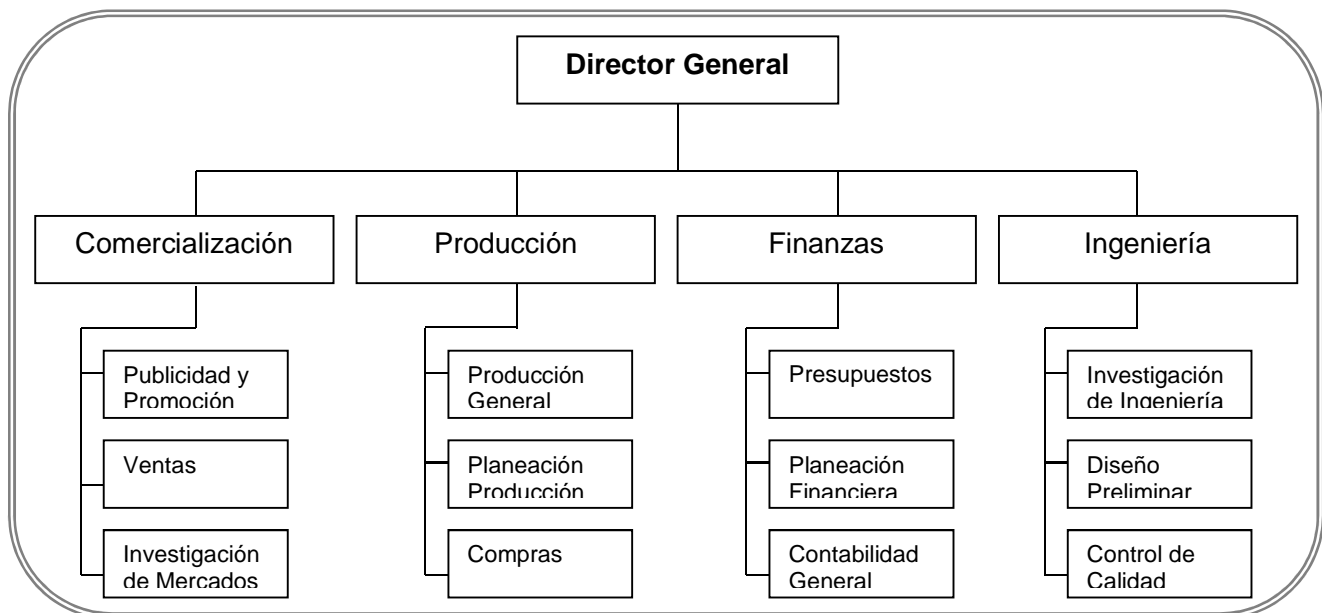 Director General
Comercialización
Producción
Finanzas
Ingeniería
Publicidad y
Promoción
Producción
General
Presupuestos
Investigación
de Ingeniería
Ventas
Planeación
Producción
Planeación
Financiera
Diseño
Preliminar
Investigación
de Mercados
Compras
Contabilidad
General
Control de
Calidad